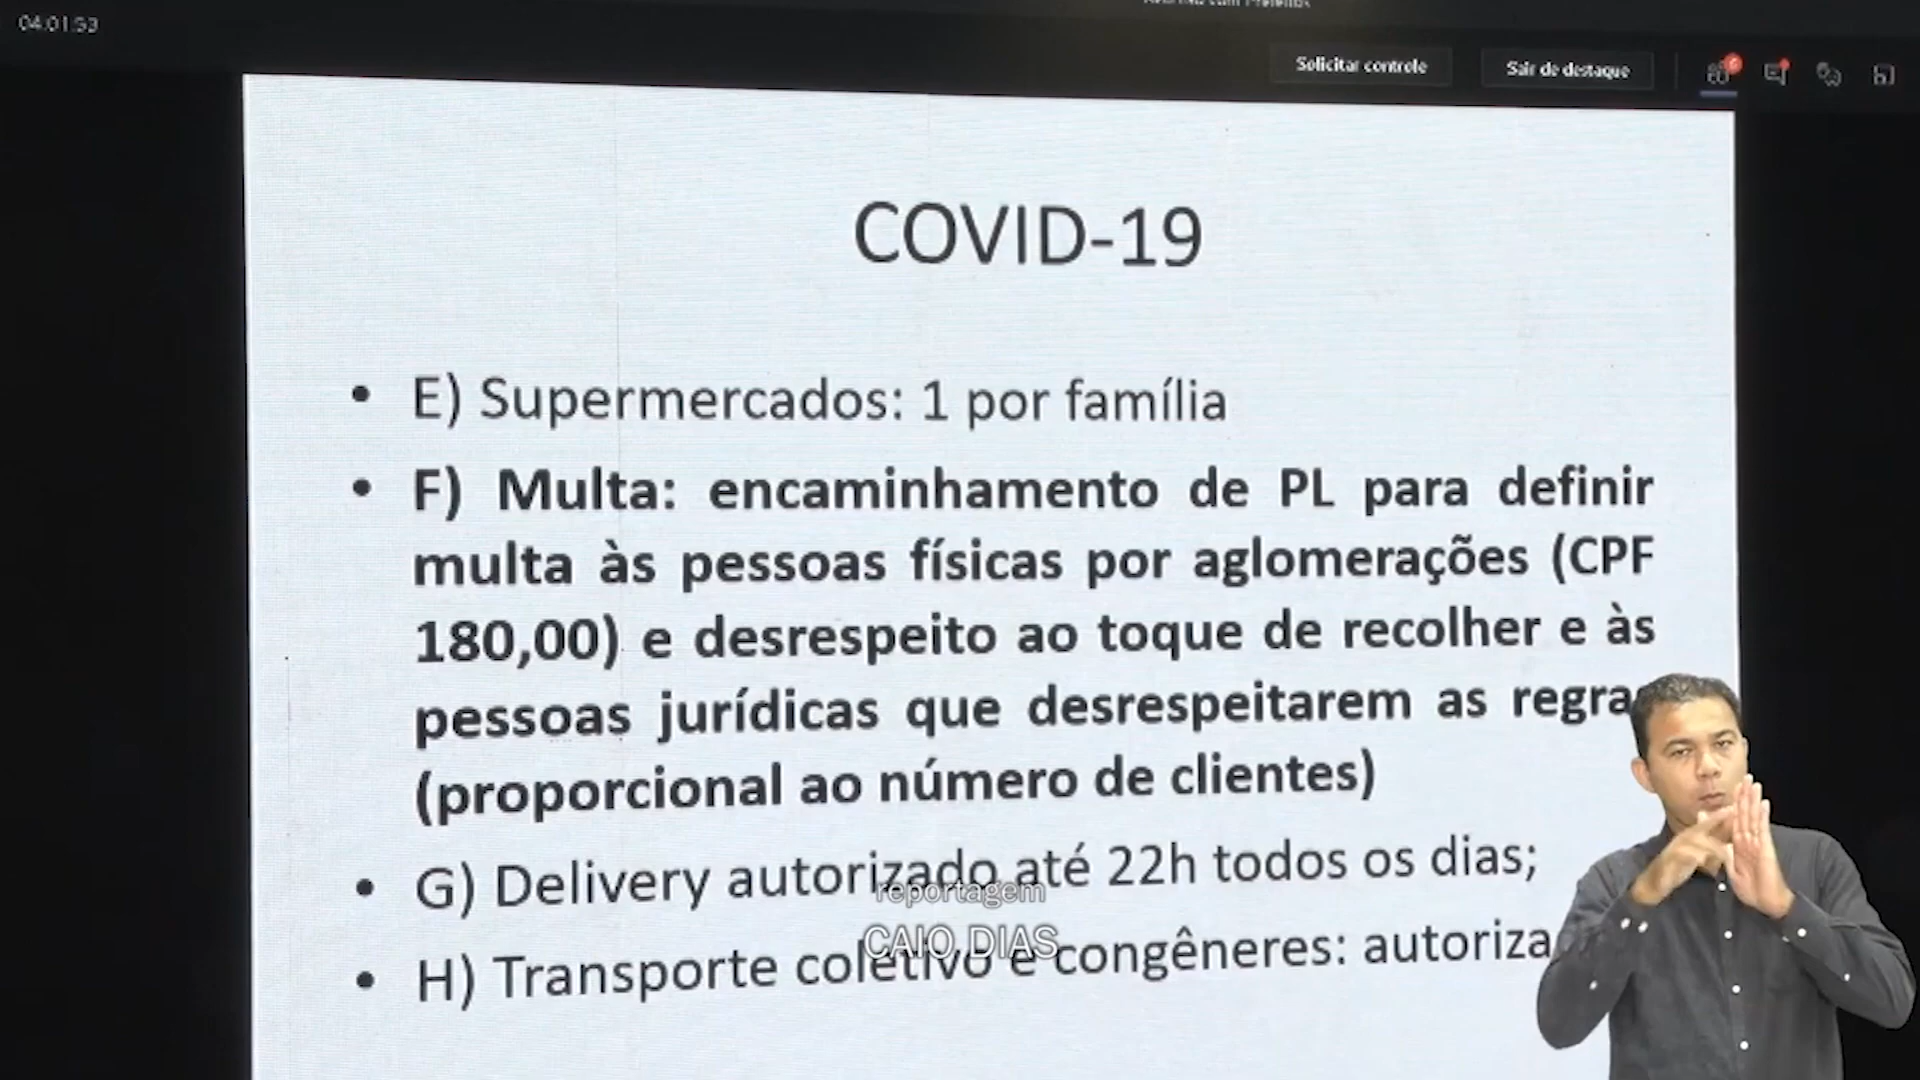 04:01:53
Solicitar controle
Sair de destaque
COVID-19
• E) Supermercados: 1 por família
• F) Multa: encaminhamento de PL para definir
multa às pessoas físicas por aglomerações (CPF
180,00) e desrespeito ao toque de recolher e às
pessoas jurídicas que desrespeitarem as regra
(proporcional ao número de clientes)
• G) Delivery autorizado até 22h todos os dias;
reportagem
CAIO DIAS
• H) Transporte coletivo e congêneres: autoriza